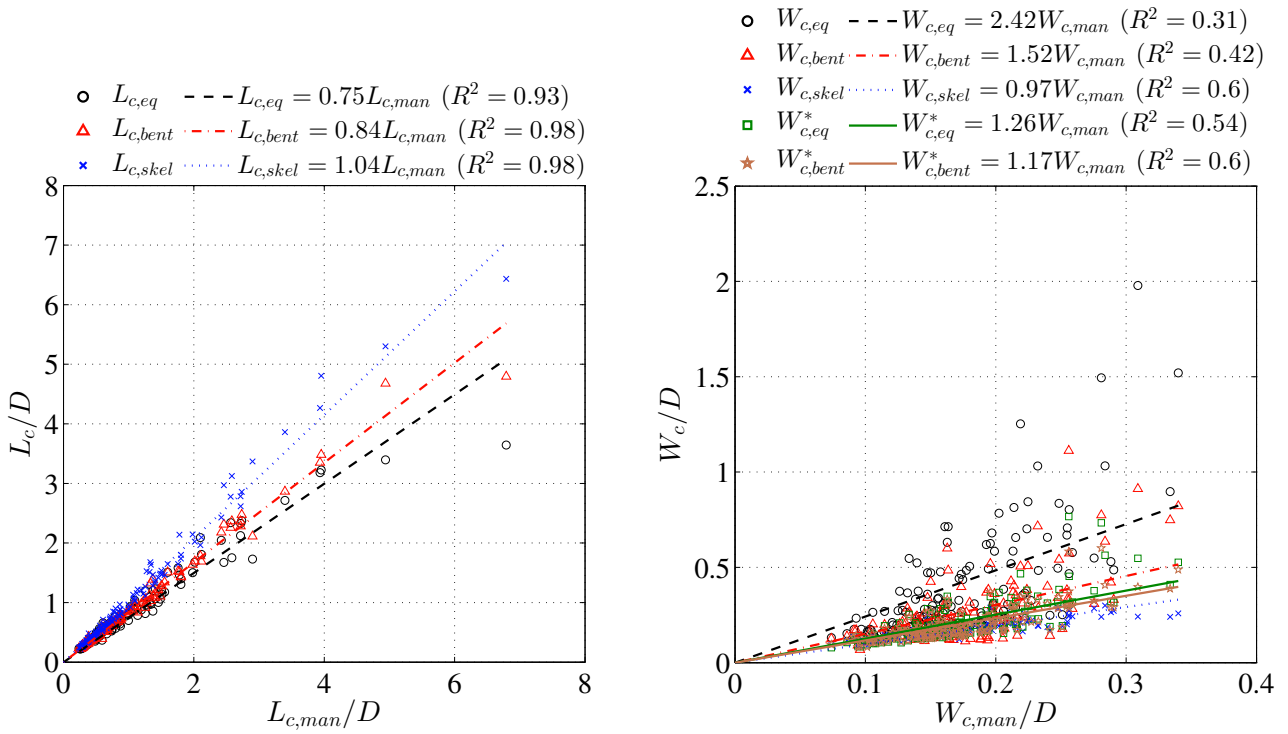 L_{c,eq} L_{c,eq} = 0.75L_{c,man} (R^2 = 0.93)
L_{c,bent} L_{c,bent} = 0.84L_{c,man} (R^2 = 0.98)
L_{c,skel} L_{c,skel} = 1.04L_{c,man} (R^2 = 0.98)
8
7
6
5
4
3
2
1
0
L_c/D
0 2 4 6 8
L_{c,man}/D
W_{c,eq} W_{c,eq} = 2.42W_{c,man} (R^2 = 0.31)
W_{c,bent} W_{c,bent} = 1.52W_{c,man} (R^2 = 0.42)
W_{c,skel} W_{c,skel} = 0.97W_{c,man} (R^2 = 0.6)
W^*_{c,eq} W^*_{c,eq} = 1.26W_{c,man} (R^2 = 0.54)
W^*_{c,bent} W^*_{c,bent} = 1.17W_{c,man} (R^2 = 0.6)
2.5
2
1.5
1
0.5
0
W_c/D
0 0.1 0.2 0.3 0.4
W_{c,man}/D